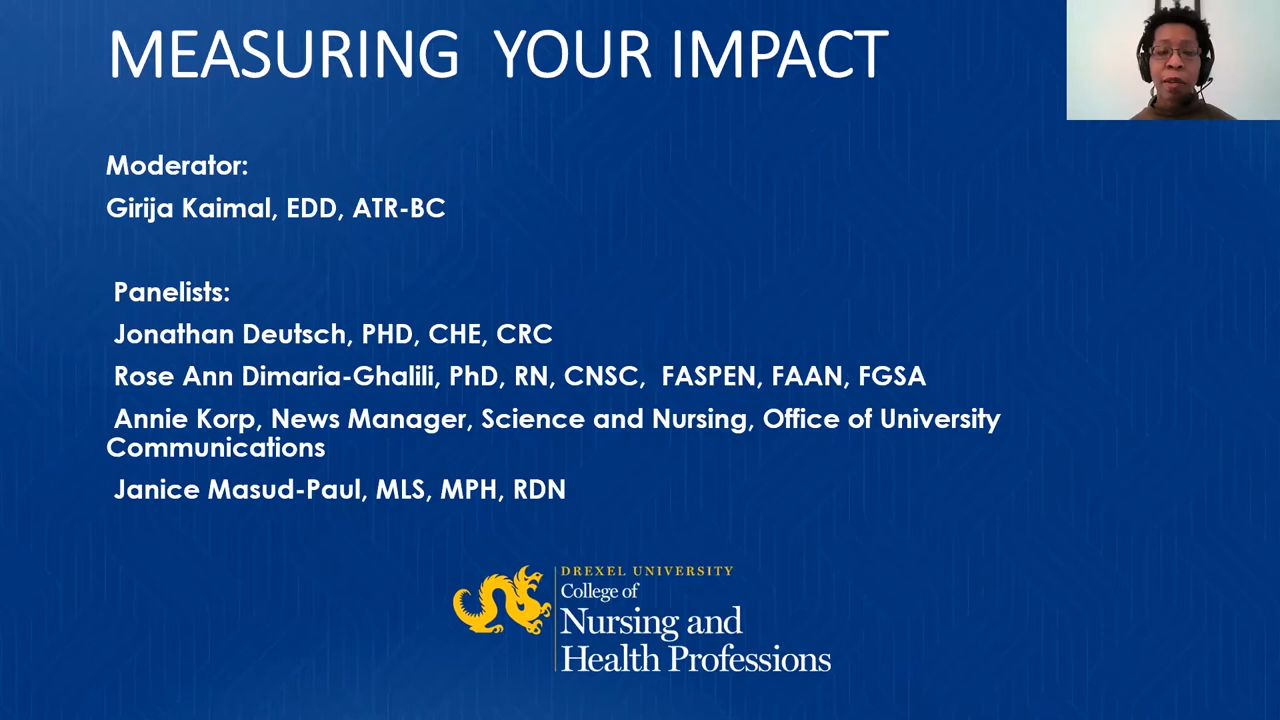 MEASURING YOUR IMPACT
Moderator:
Girija Kaimal, EDD, ATR-BC
Panelists:
Jonathan Deutsch, PHD, CHE, CRC
Rose Ann Dimaria-Ghalili, PhD, RN, CNSC, FASPEN, FAAN, FGSA
Annie Korp, News Manager, Science and Nursing, Office of University
Communications
Janice Masud-Paul, MLS, MPH, RDN
DREXEL UNIVERSITY
College of
Nursing and
Health Professions